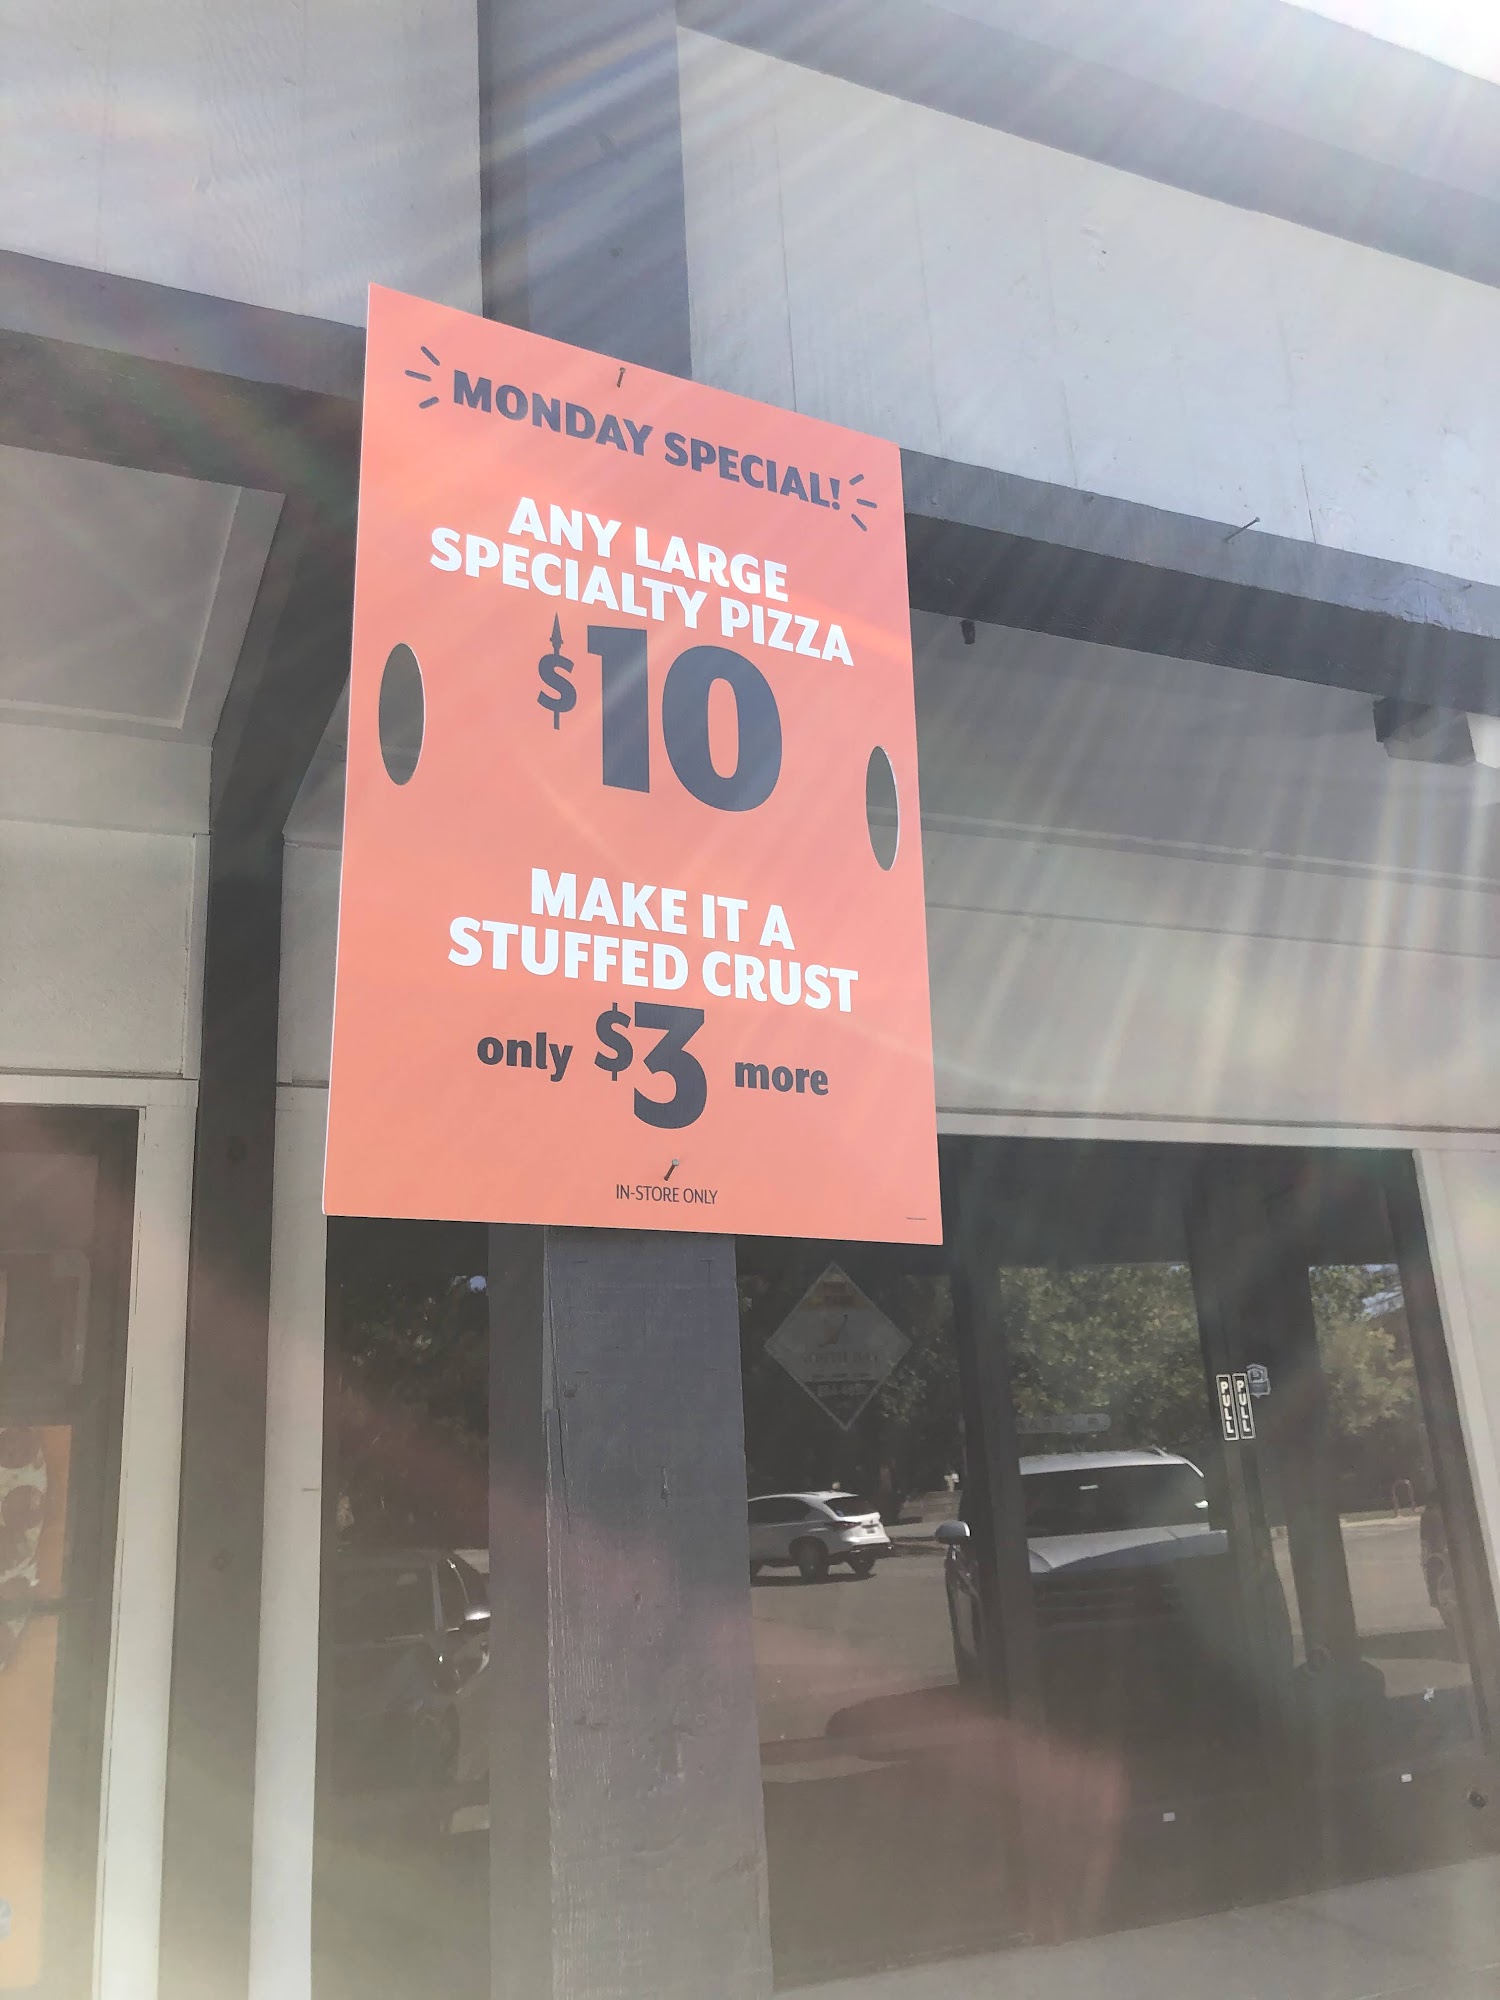 MONDAY SPECIAL!
ANY LARGE
SPECIALTY PIZZA
$10
MAKE IT A
STUFFED CRUST
only $3 more
IN-STORE ONLY
PULL
PULL